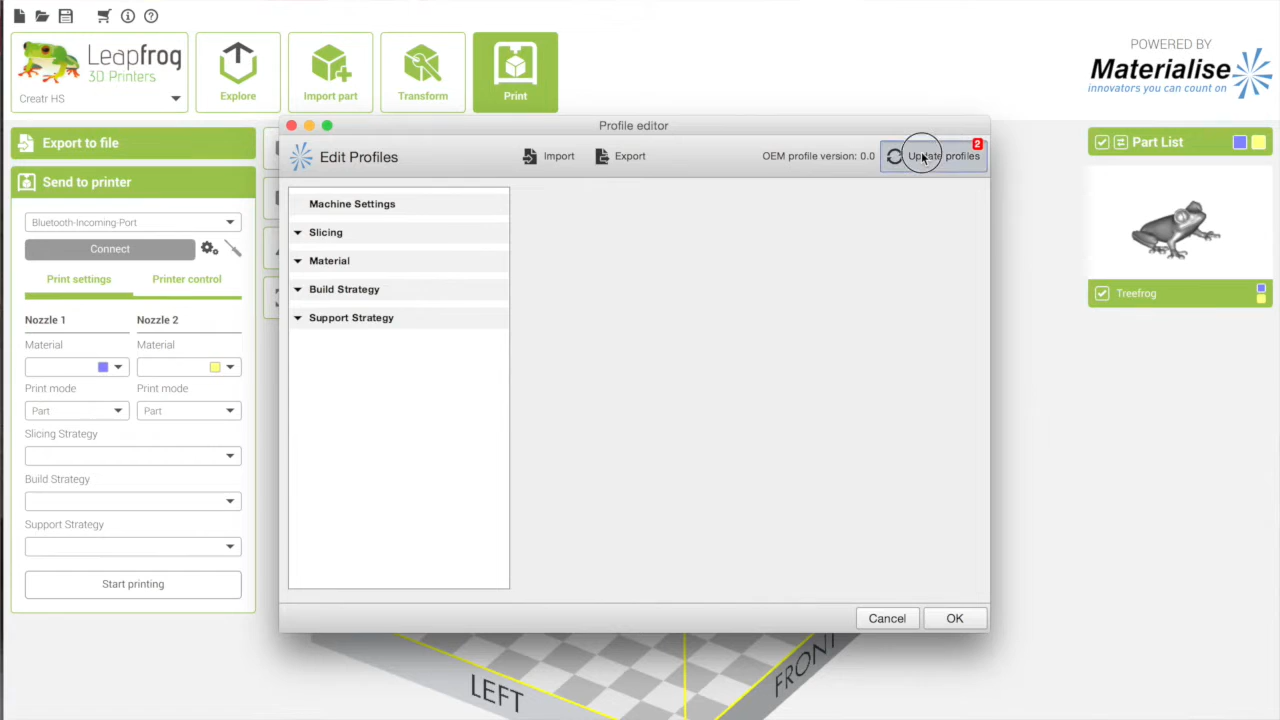 Leapfrog
3D Printers
Creatr HS
Explore
Import part
Transform
Print
POWERED BY
Materialise
innovators you can count on
Export to file
Send to printer
Bluetooth-Incoming-Port
Connect
Print settings
Printer control
Nozzle 1
Nozzle 2
Material
Material
Print mode
Print mode
Part
Part
Slicing Strategy
Build Strategy
Support Strategy
Start printing
Profile editor
Edit Profiles
Import
Export
OEM profile version: 0.0
Update profiles
2
Machine Settings
Slicing
Material
Build Strategy
Support Strategy
Cancel
OK
Part List
Treefrog
LEFT
FRONT